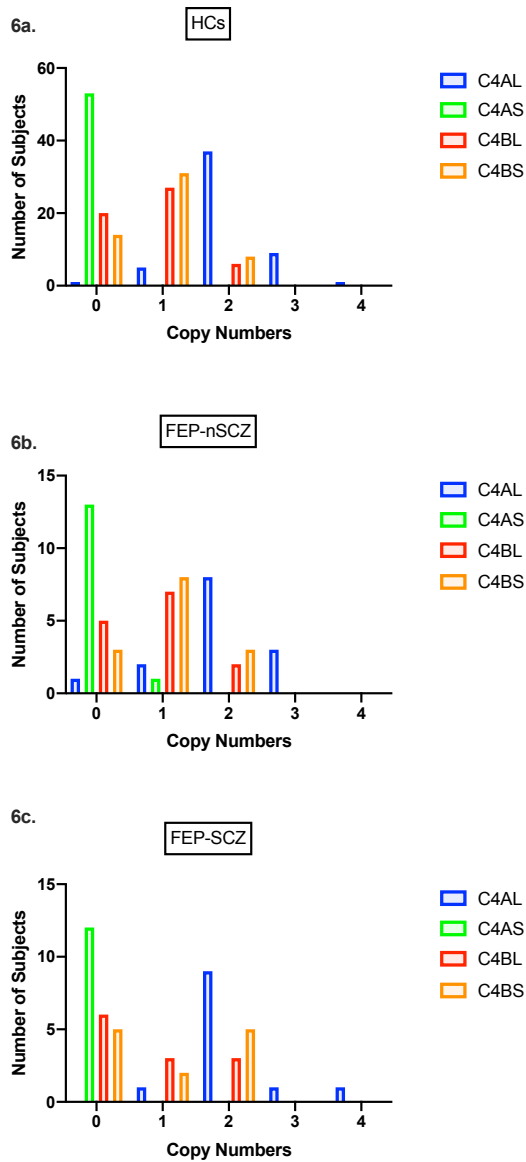 6a.
HCs
60
40
20
0
Number of Subjects
0 1 2 3 4
Copy Numbers
C4AL
C4AS
C4BL
C4BS
6b.
FEP-nSCZ
15
10
5
0
Number of Subjects
0 1 2 3 4
Copy Numbers
C4AL
C4AS
C4BL
C4BS
6c.
FEP-SCZ
15
10
5
0
Number of Subjects
0 1 2 3 4
Copy Numbers
C4AL
C4AS
C4BL
C4BS